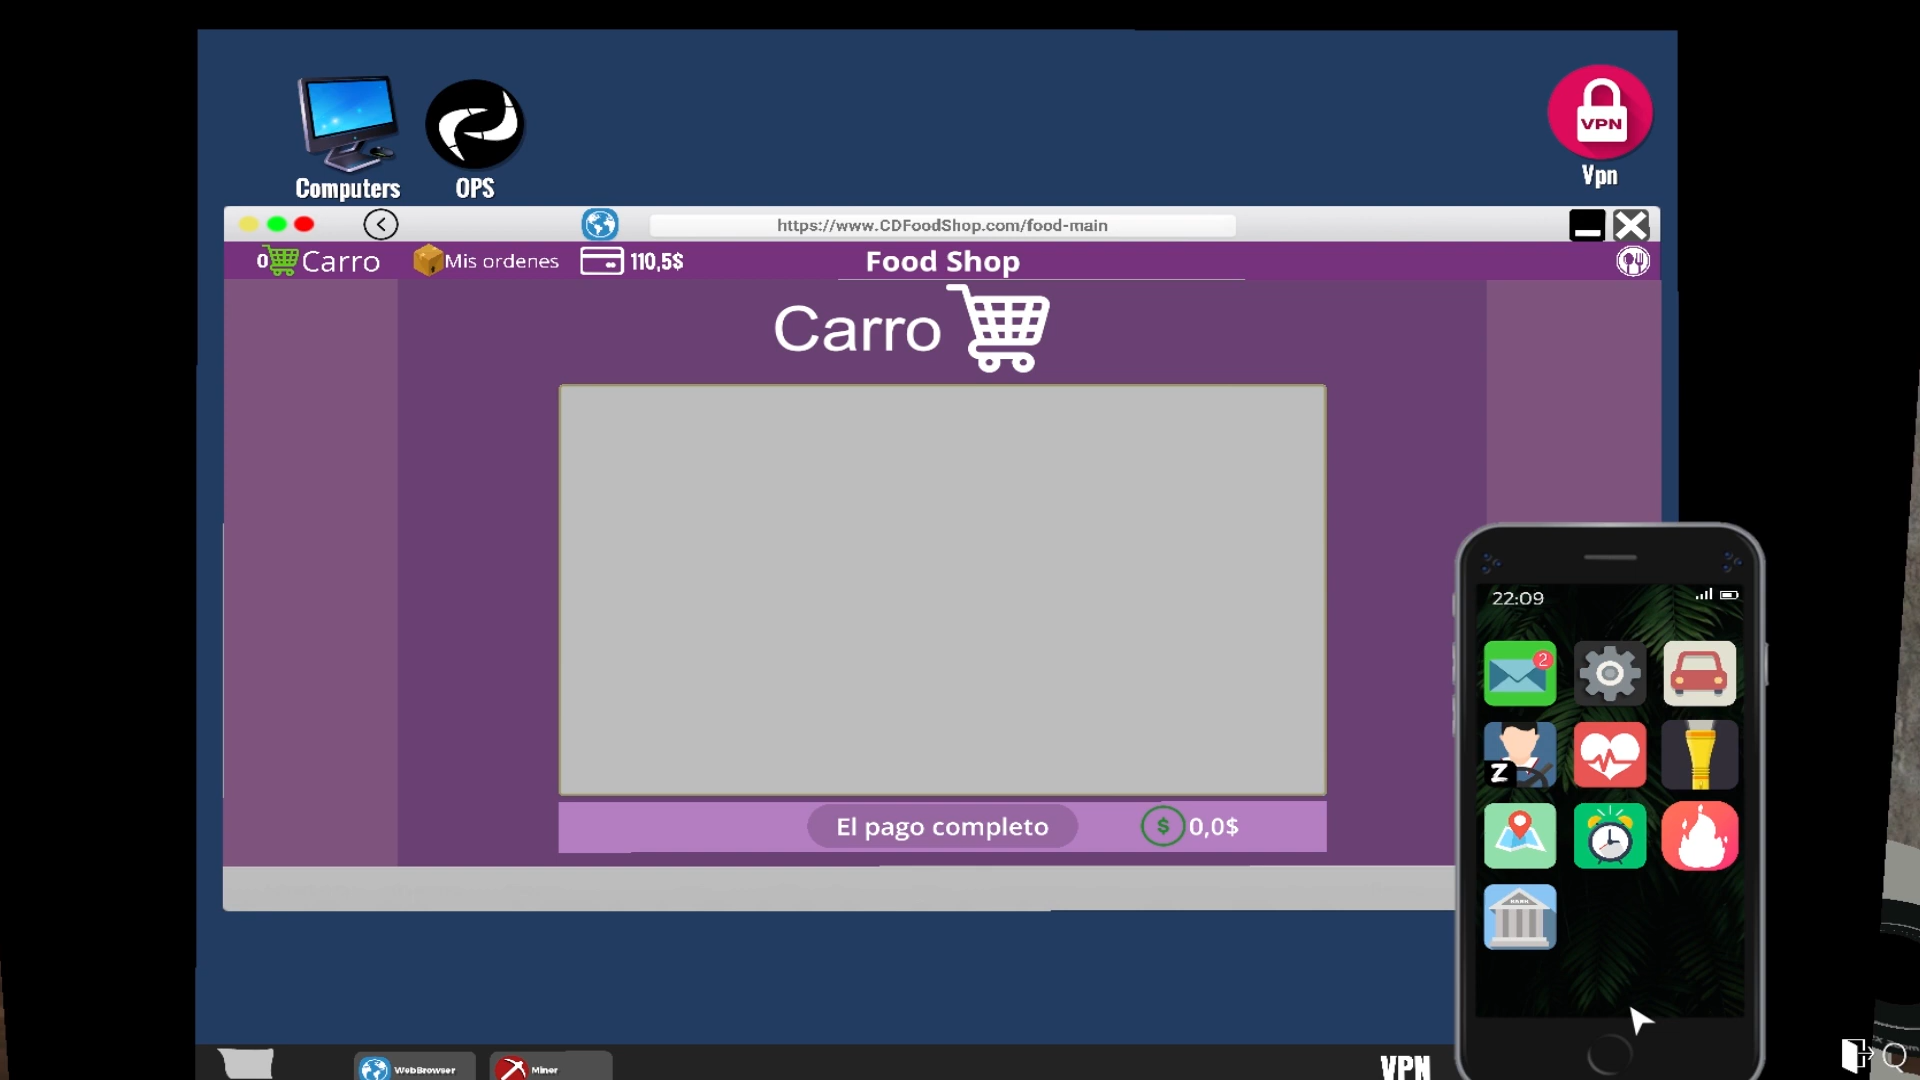 VPN
Computers
OPS
Vpn
https://www.CDFoodShop.com/food-main
0 Carro
Mis ordenes
110,5$
Food Shop
Carro
El pago completo
$ 0,0$
22:09
2
Z
BANK
WebBrowser
Miner
VPN
Q